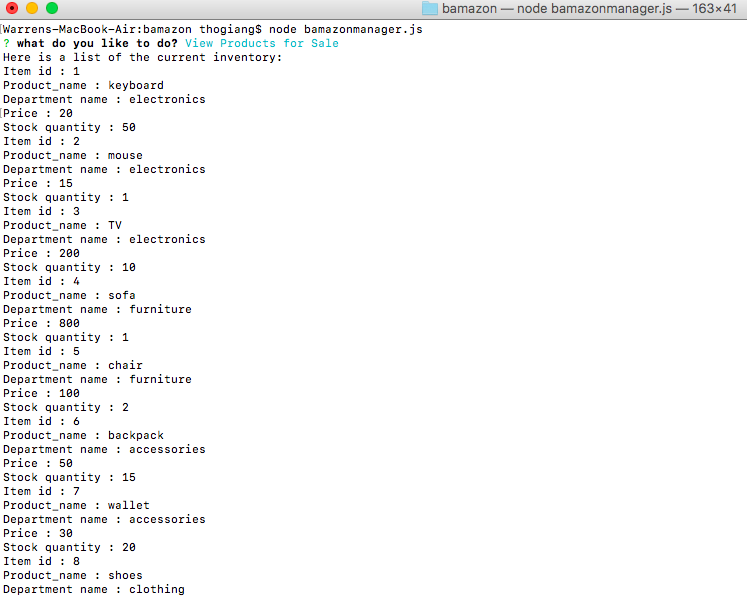 bamazon — node bamazonmanager.js — 163×41
[Warrens-MacBook-Air:bamazon thogiang$ node bamazonmanager.js
? what do you like to do? View Products for Sale
Here is a list of the current inventory:
Item id : 1
Product_name : keyboard
Department name : electronics
[Price : 20
Stock quantity : 50
Item id : 2
Product_name : mouse
Department name : electronics
Price : 15
Stock quantity : 1
Item id : 3
Product_name : TV
Department name : electronics
Price : 200
Stock quantity : 10
Item id : 4
Product_name : sofa
Department name : furniture
Price : 800
Stock quantity : 1
Item id : 5
Product_name : chair
Department name : furniture
Price : 100
Stock quantity : 2
Item id : 6
Product_name : backpack
Department name : accessories
Price : 50
Stock quantity : 15
Item id : 7
Product_name : wallet
Department name : accessories
Price : 30
Stock quantity : 20
Item id : 8
Product_name : shoes
Department name : clothing